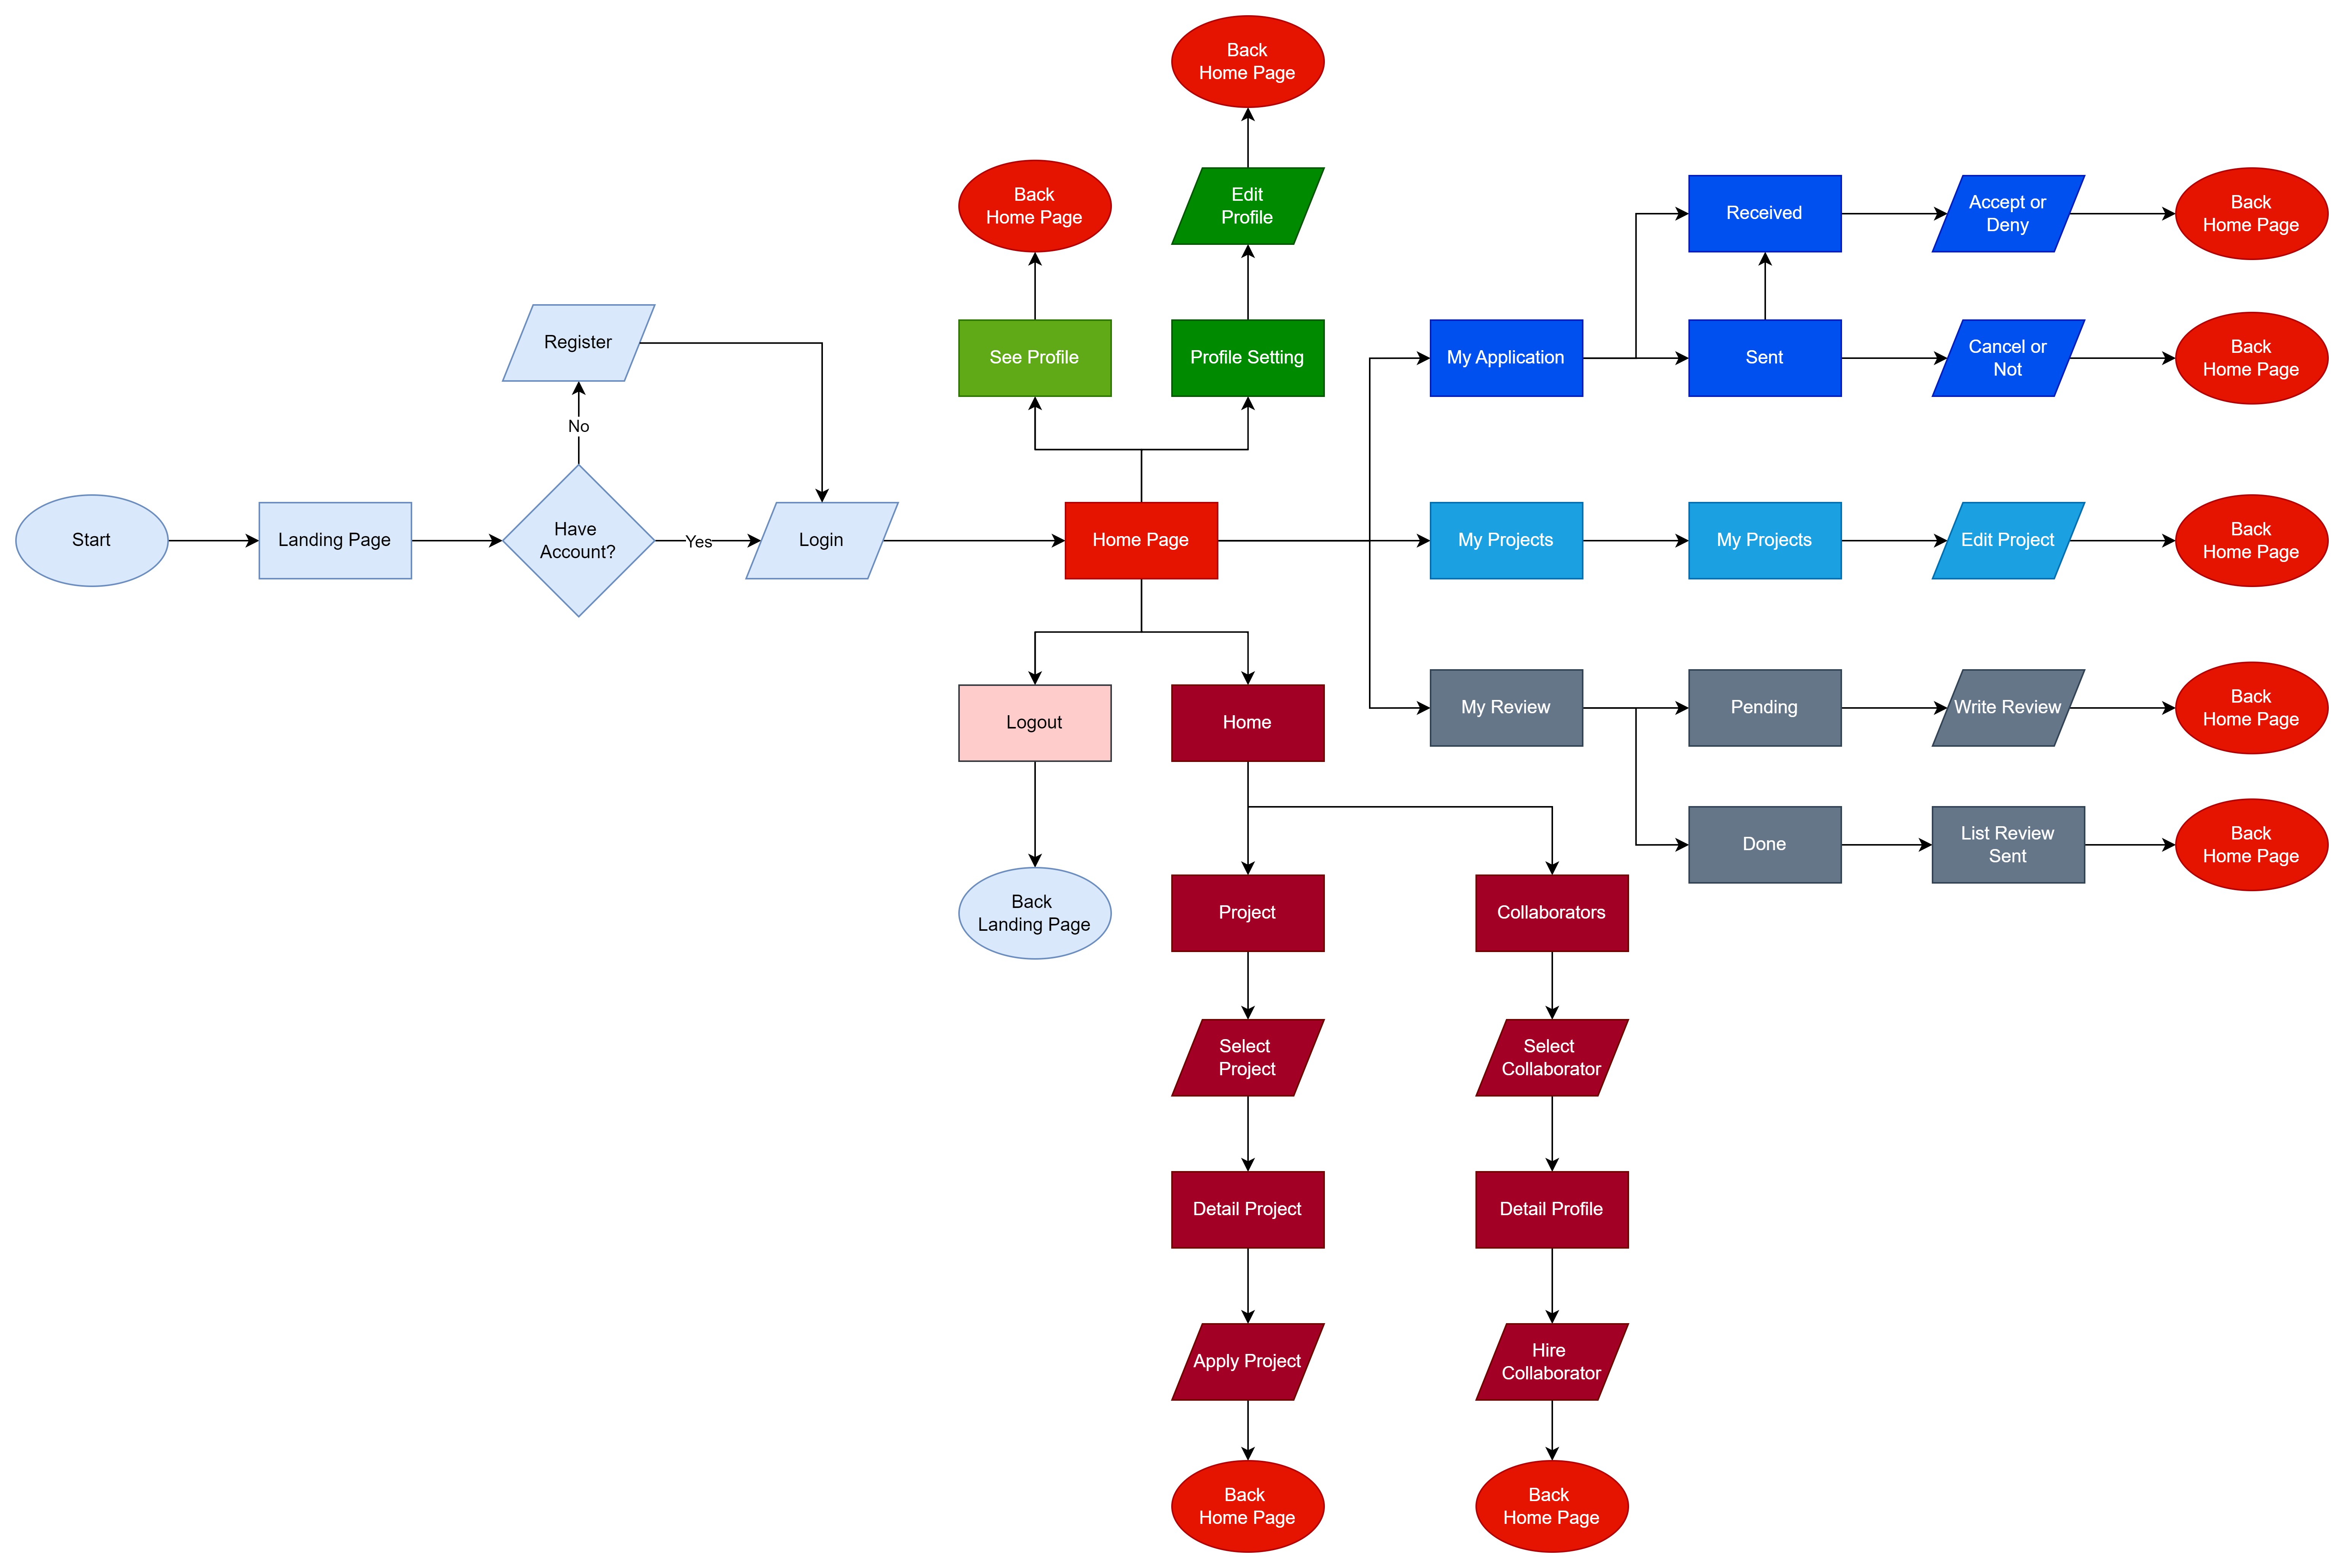 Back
Home Page
Back
Home Page
Edit
Profile
Received
Accept or
Deny
Back
Home Page
Register
See Profile
Profile Setting
My Application
Sent
Cancel or
Not
Back
Home Page
No
Start
Landing Page
Have
Account?
Yes
Login
Home Page
My Projects
My Projects
Edit Project
Back
Home Page
Logout
Home
My Review
Pending
Write Review
Back
Home Page
Done
List Review
Sent
Back
Home Page
Back
Landing Page
Project
Collaborators
Select
Project
Select
Collaborator
Detail Project
Detail Profile
Apply Project
Hire
Collaborator
Back
Home Page
Back
Home Page